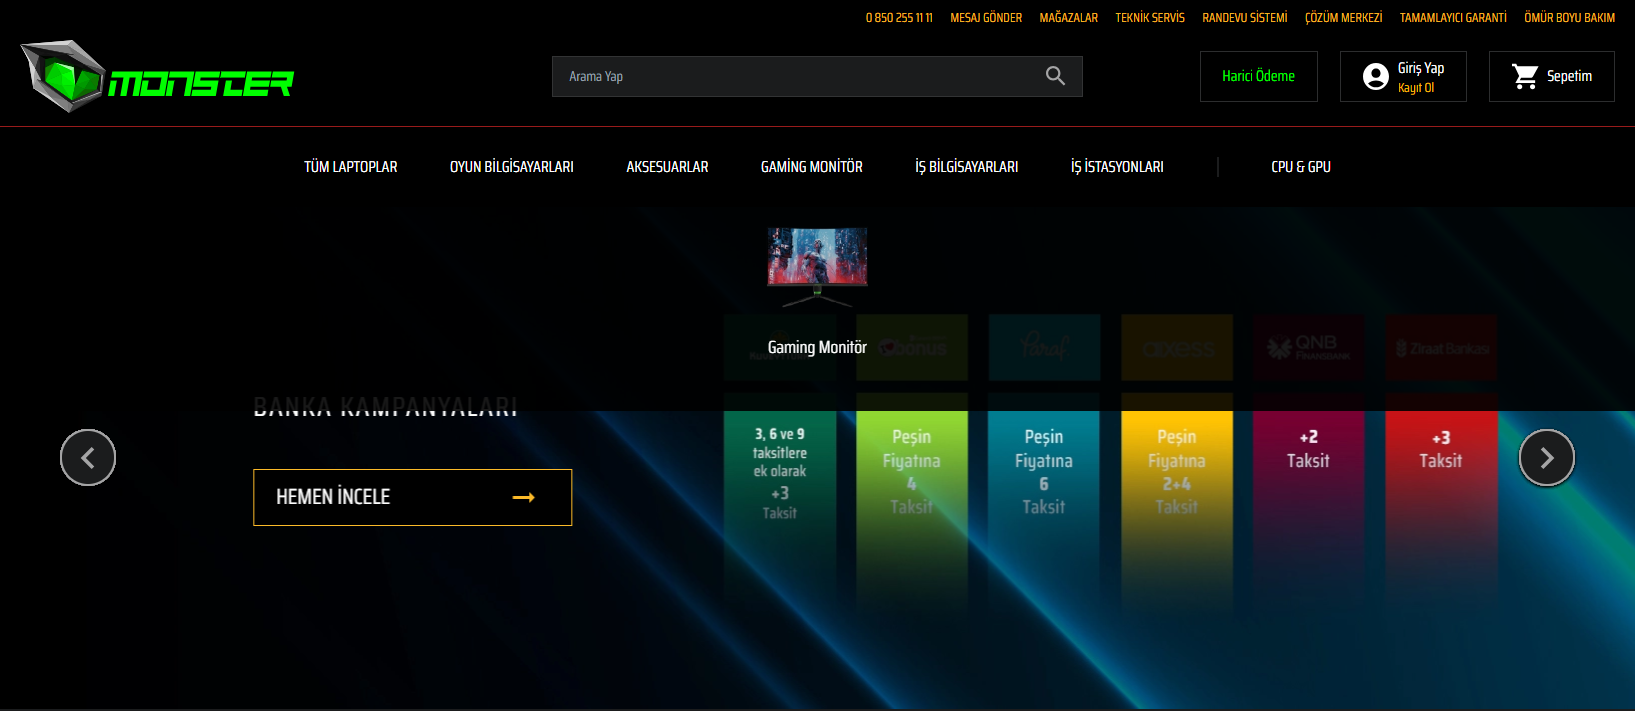 0 850 255 11 11 MESAJ GÖNDER MAĞAZALAR TEKNİK SERVİS RANDEVU SİSTEMİ ÇÖZÜM MERKEZİ TAMAMLAYICI GARANTİ ÖMÜR BOYU BAKIM
MONSTER
Arama Yap
Harici Ödeme
Giriş Yap
Kayıt Ol
Sepetim
TÜM LAPTOPLAR OYUN BİLGİSAYARLARI AKSESUARLAR GAMING MONİTÖR İŞ BİLGİSAYARLARI İŞ İSTASYONLARI CPU & GPU
Gaming Monitör
bonus
Paraf
axess
QNB
FINANSBANK
Ziraat Bankası
BANKA KAMPANYALARI
HEMEN İNCELE
3, 6 ve 9
taksitlere
ek olarak
+3
Taksit
Peşin
Fiyatına
4
Taksit
Peşin
Fiyatına
6
Taksit
Peşin
Fiyatına
2+4
Taksit
+2
Taksit
+3
Taksit